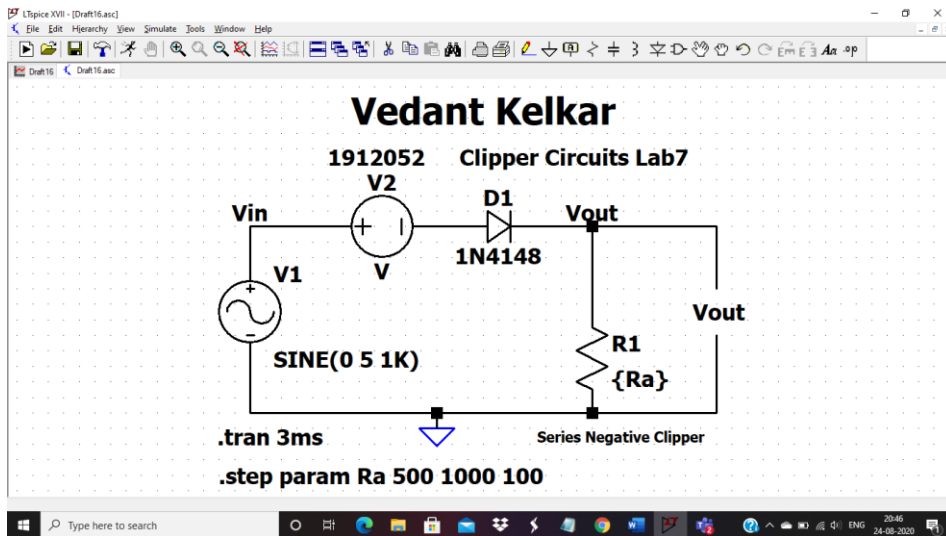 LTspice XVII - [Draft16.asc]
File Edit Hierarchy View Simulate Tools Window Help
Draft16 Draft16.asc
Vedant Kelkar
1912052 Clipper Circuits Lab7
V2
D1
Vin
Vout
+
V
1N4148
V1
+
-
Vout
R1
SINE(0 5 1K)
{Ra}
.tran 3ms
Series Negative Clipper
.step param Ra 500 1000 100
Type here to search
ENG
20:46
24-08-2020